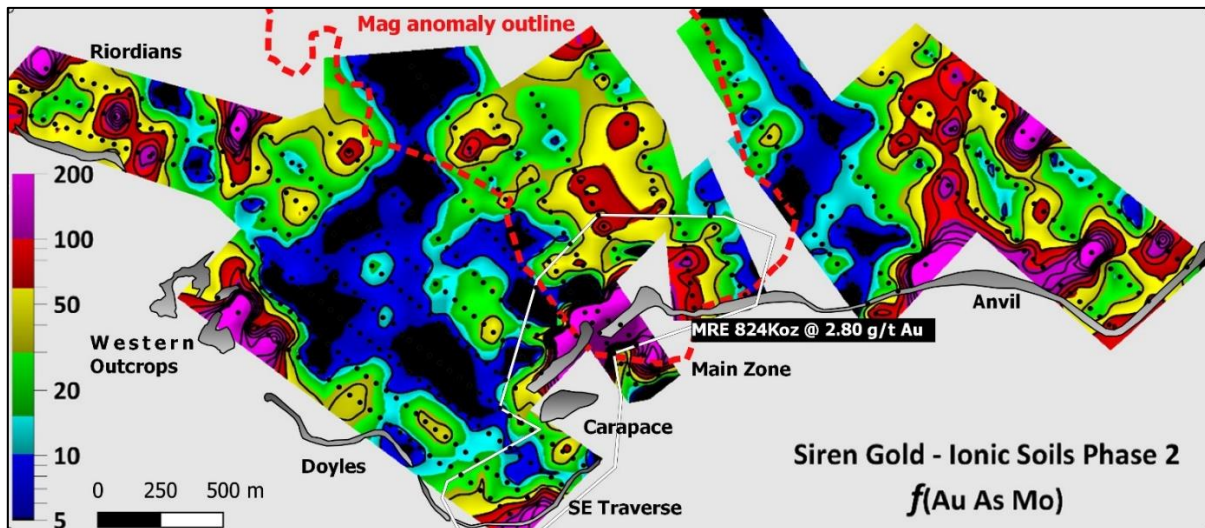 Mag anomaly outline
Riordians
200
100
50
20
10
5
Western
Outcrops
Doyles
0 250 500 m
SE Traverse
Carapace
Main Zone
MRE 824Koz @ 2.80 g/t Au
Anvil
Siren Gold - Ionic Soils Phase 2
f(Au As Mo)